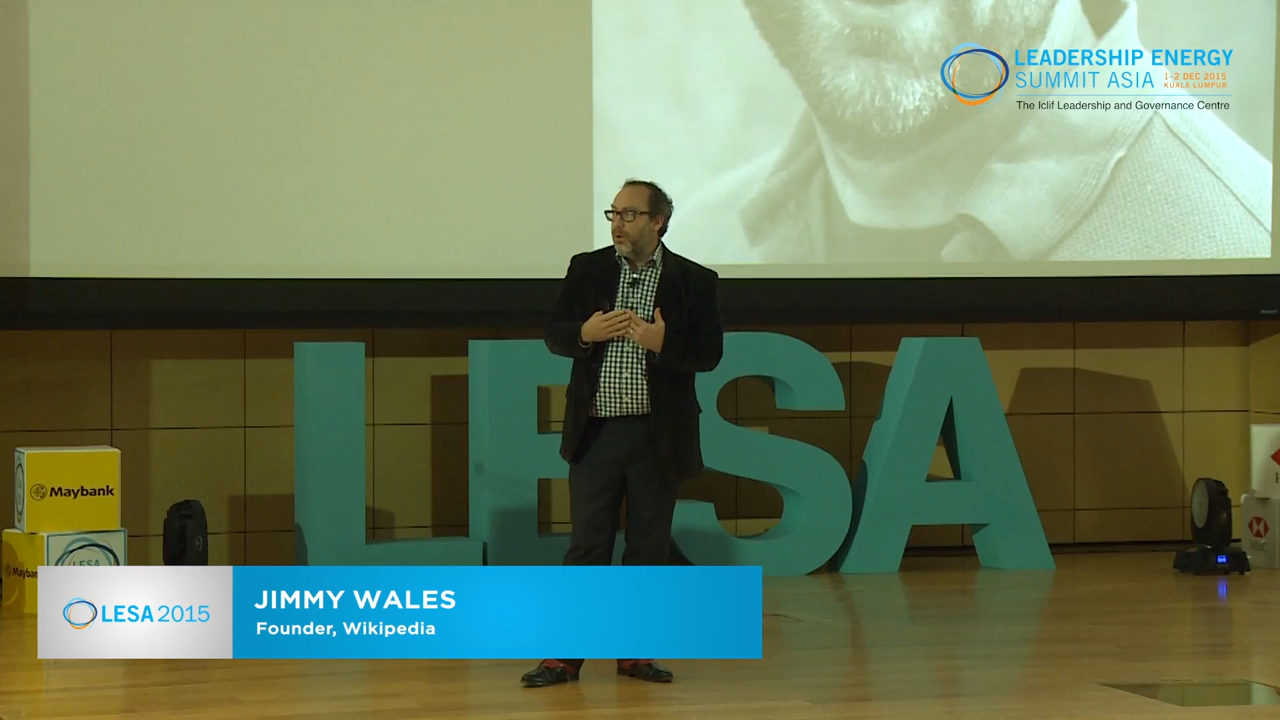 LEADERSHIP ENERGY
SUMMIT ASIA 1-2 DEC 2015
KUALA LUMPUR
The Iclif Leadership and Governance Centre
LESA
Maybank
LESA
LESA 2015
JIMMY WALES
Founder, Wikipedia